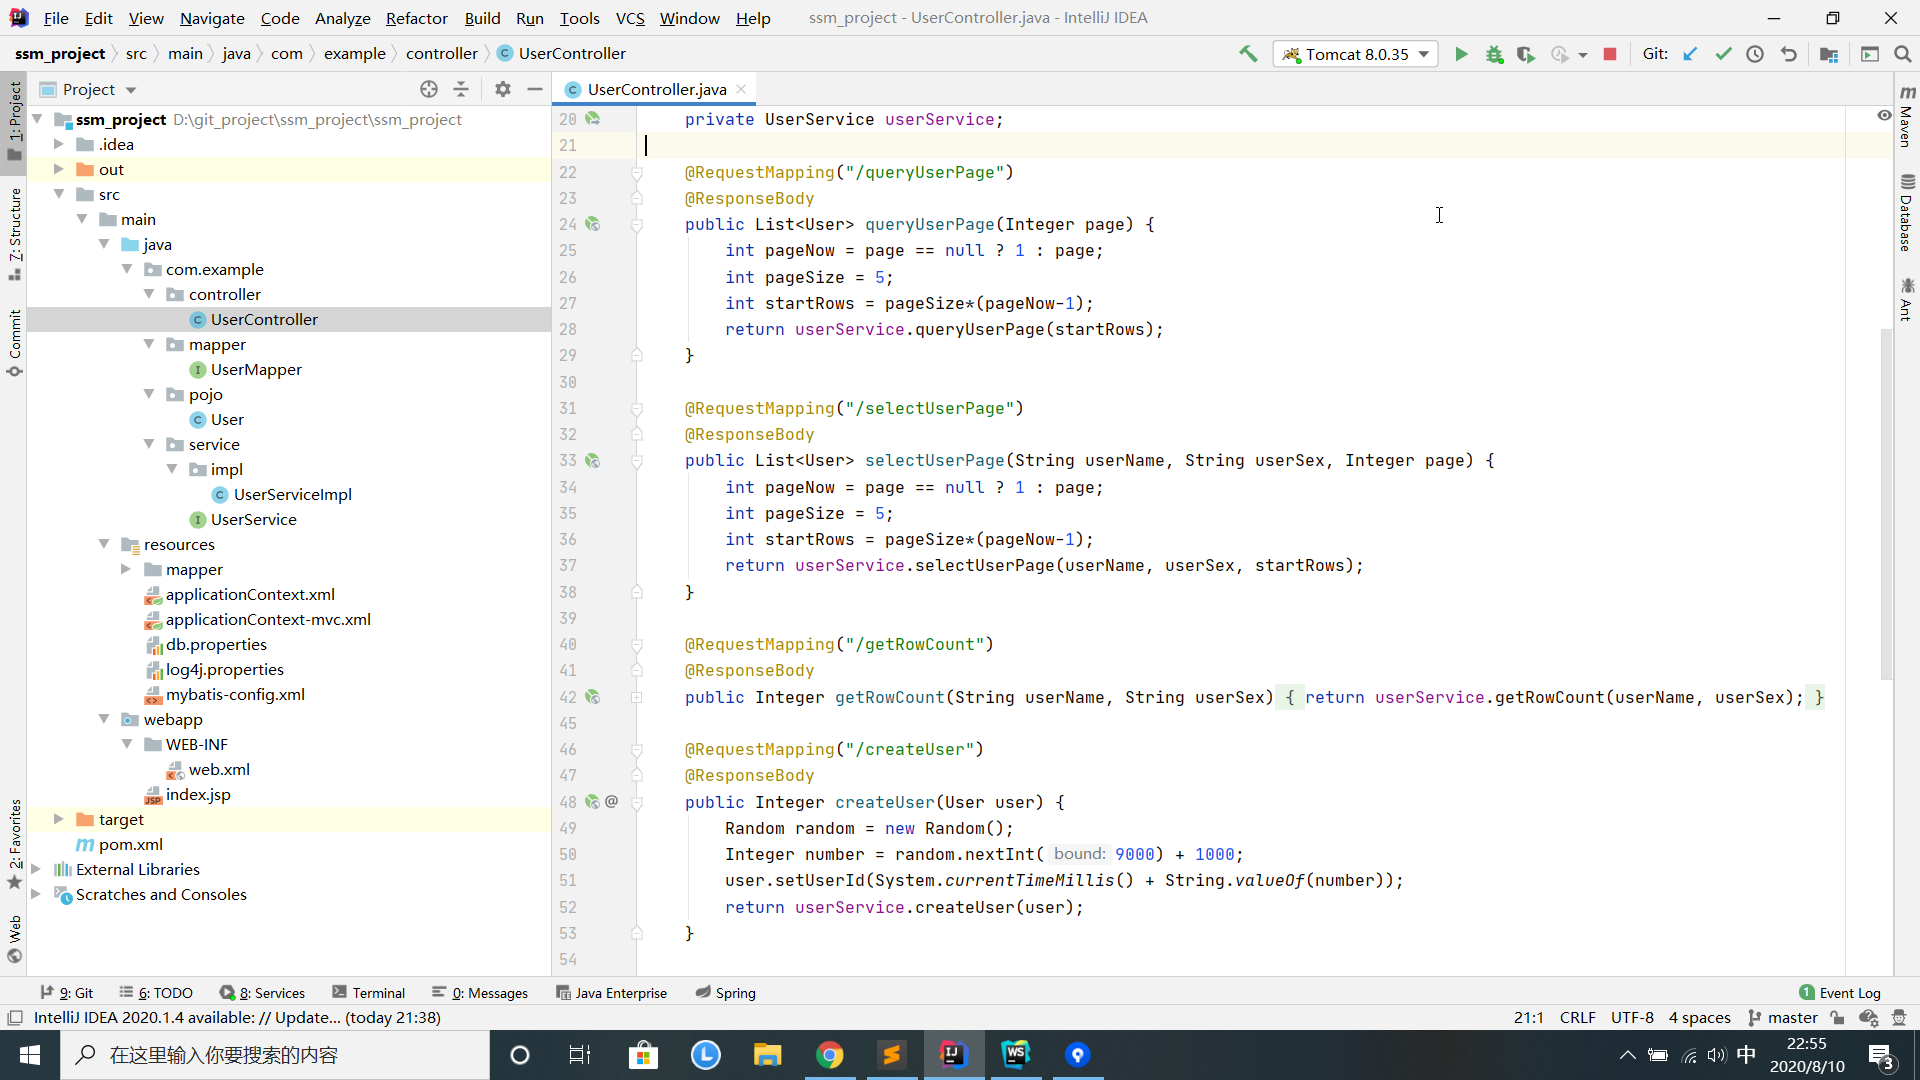 File Edit View Navigate Code Analyze Refactor Build Run Tools VCS Window Help ssm_project - UserController.java - IntelliJ IDEA
ssm_project src main java com example controller UserController Tomcat 8.0.35 Git:
Project
UserController.java
1: Project
7: Structure
Commit
2: Favorites
Web
ssm_project D:\git_project\ssm_project\ssm_project
.idea
out
src
main
java
com.example
controller
UserController
mapper
UserMapper
pojo
User
service
impl
UserServiceImpl
UserService
resources
mapper
applicationContext.xml
applicationContext-mvc.xml
db.properties
log4j.properties
mybatis-config.xml
webapp
WEB-INF
web.xml
index.jsp
target
pom.xml
External Libraries
Scratches and Consoles
20 private UserService userService;
21
22 @RequestMapping("/queryUserPage")
23 @ResponseBody
24 public List<User> queryUserPage(Integer page) {
25 int pageNow = page == null ? 1 : page;
26 int pageSize = 5;
27 int startRows = pageSize*(pageNow-1);
28 return userService.queryUserPage(startRows);
29 }
30
31 @RequestMapping("/selectUserPage")
32 @ResponseBody
33 public List<User> selectUserPage(String userName, String userSex, Integer page) {
34 int pageNow = page == null ? 1 : page;
35 int pageSize = 5;
36 int startRows = pageSize*(pageNow-1);
37 return userService.selectUserPage(userName, userSex, startRows);
38 }
39
40 @RequestMapping("/getRowCount")
41 @ResponseBody
42 public Integer getRowCount(String userName, String userSex) { return userService.getRowCount(userName, userSex); }
45
46 @RequestMapping("/createUser")
47 @ResponseBody
48 @ public Integer createUser(User user) {
49 Random random = new Random();
50 Integer number = random.nextInt( bound: 9000) + 1000;
51 user.setUserId(System.currentTimeMillis() + String.valueOf(number));
52 return userService.createUser(user);
53 }
54
Maven
Database
Ant
9: Git 6: TODO 8: Services Terminal 0: Messages Java Enterprise Spring 1 Event Log
IntelliJ IDEA 2020.1.4 available: // Update... (today 21:38) 21:1 CRLF UTF-8 4 spaces master
在这里输入你要搜索的内容 中 22:55
2020/8/10 3